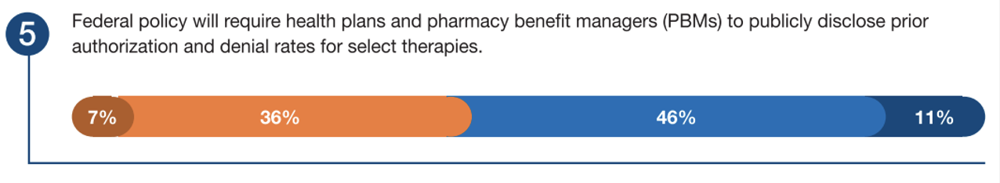 5
Federal policy will require health plans and pharmacy benefit managers (PBMs) to publicly disclose prior
authorization and denial rates for select therapies.
7% 36% 46% 11%